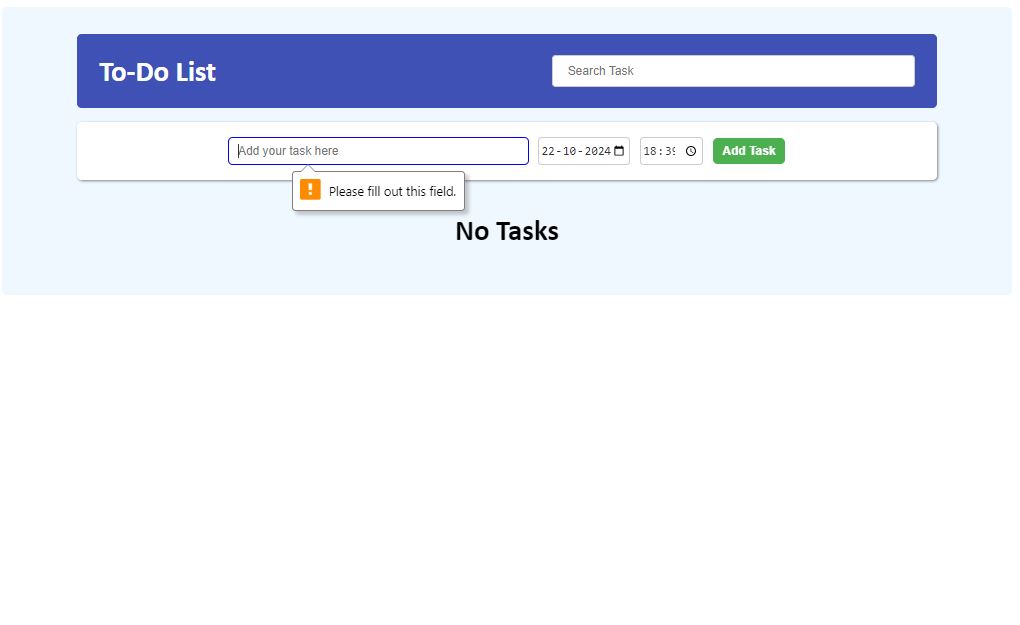 To-Do List
Search Task
Add your task here
22-10-2024
18:39
Add Task
Please fill out this field.
No Tasks